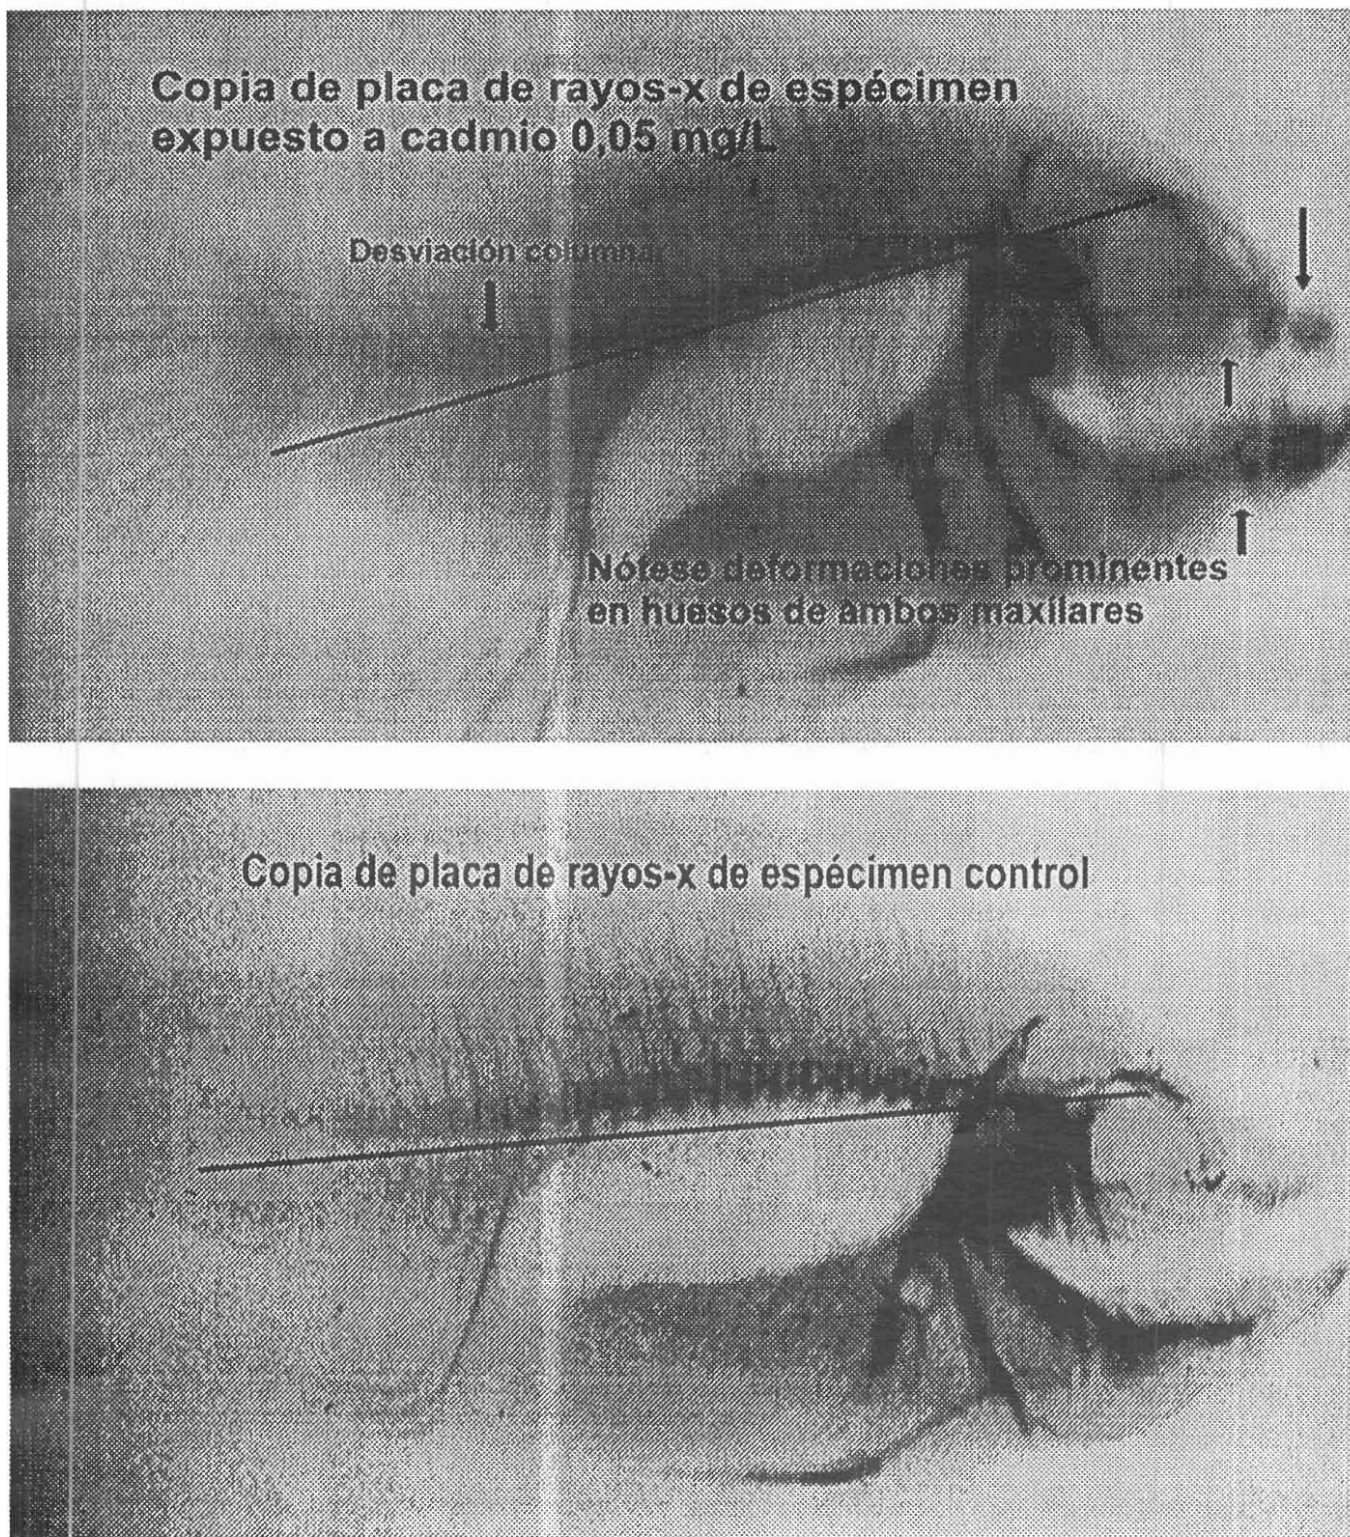 Copia de placa de rayos-x de espécimen
expuesto a cadmio 0,05 mg/L
Desviación columnar
Nótese deformaciones prominentes
en huesos de ambos maxilares
Copia de placa de rayos-x de espécimen control